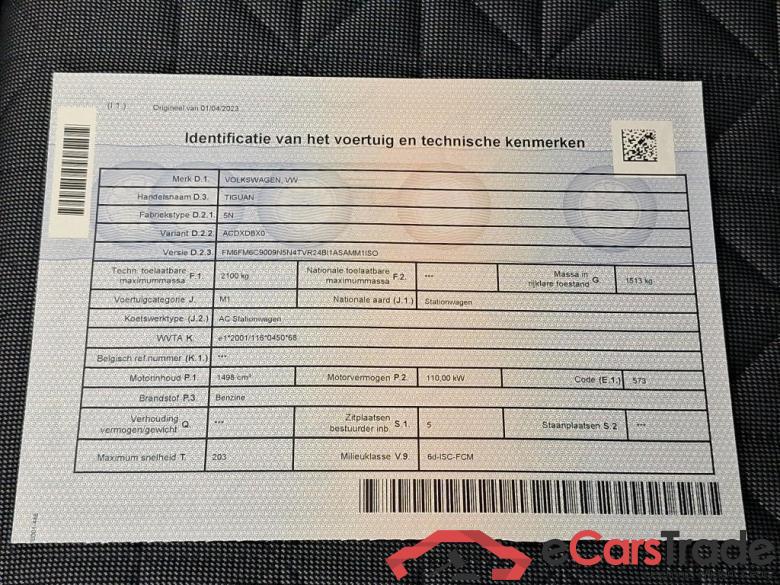 (I.1.) Origineel van 01/04/2023
Identificatie van het voertuig en technische kenmerken
Merk D.1. VOLKSWAGEN, VW
Handelsnaam D.3. TIGUAN
Fabriekstype D.2.1. 5N
Variant D.2.2. ACDXDBX0
Versie D.2.3. FM6FM6C9009N5N4TVR24BI1ASAMM1ISO
Techn. toelaatbare maximummassa F.1. 2100 kg Nationale toelaatbare maximummassa F.2. *** Massa in rijklare toestand G. 1513 kg
Voertuigcategorie J. M1 Nationale aard (J.1.) Stationwagen
Koetswerktype (J.2.) AC Stationwagen
WVTA K. e1*2001/116*0450*68
Belgisch ref.nummer (K.1.) ***
Motorinhoud P.1. 1498 cm³ Motorvermogen P.2. 110,00 kW Code (E.1.) 573
Brandstof P.3. Benzine
Verhouding vermogen/gewicht Q. *** Zitplaatsen bestuurder inb. S.1. 5 Staanplaatsen S.2. ***
Maximum snelheid T. 203 Milieuklasse V.9. 6d-ISC-FCM
eCarsTrade